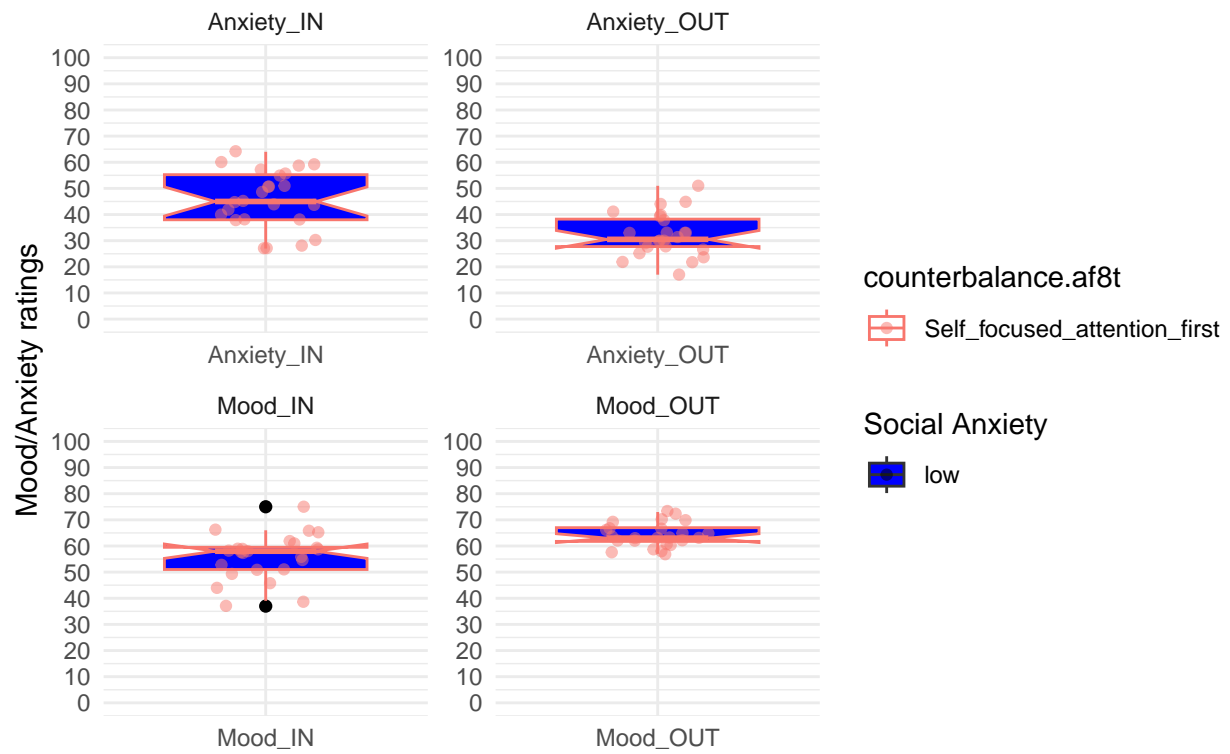 Anxiety_IN Anxiety_OUT
100 100
90 90
80 80
70 70
60 60
50 50
40 40
30 30
20 20
10 10
0 0
Anxiety_IN Anxiety_OUT
Mood/Anxiety ratings
Mood_IN Mood_OUT
100 100
90 90
80 80
70 70
60 60
50 50
40 40
30 30
20 20
10 10
0 0
Mood_IN Mood_OUT
counterbalance.af8t
Self_focused_attention_first
Social Anxiety
low